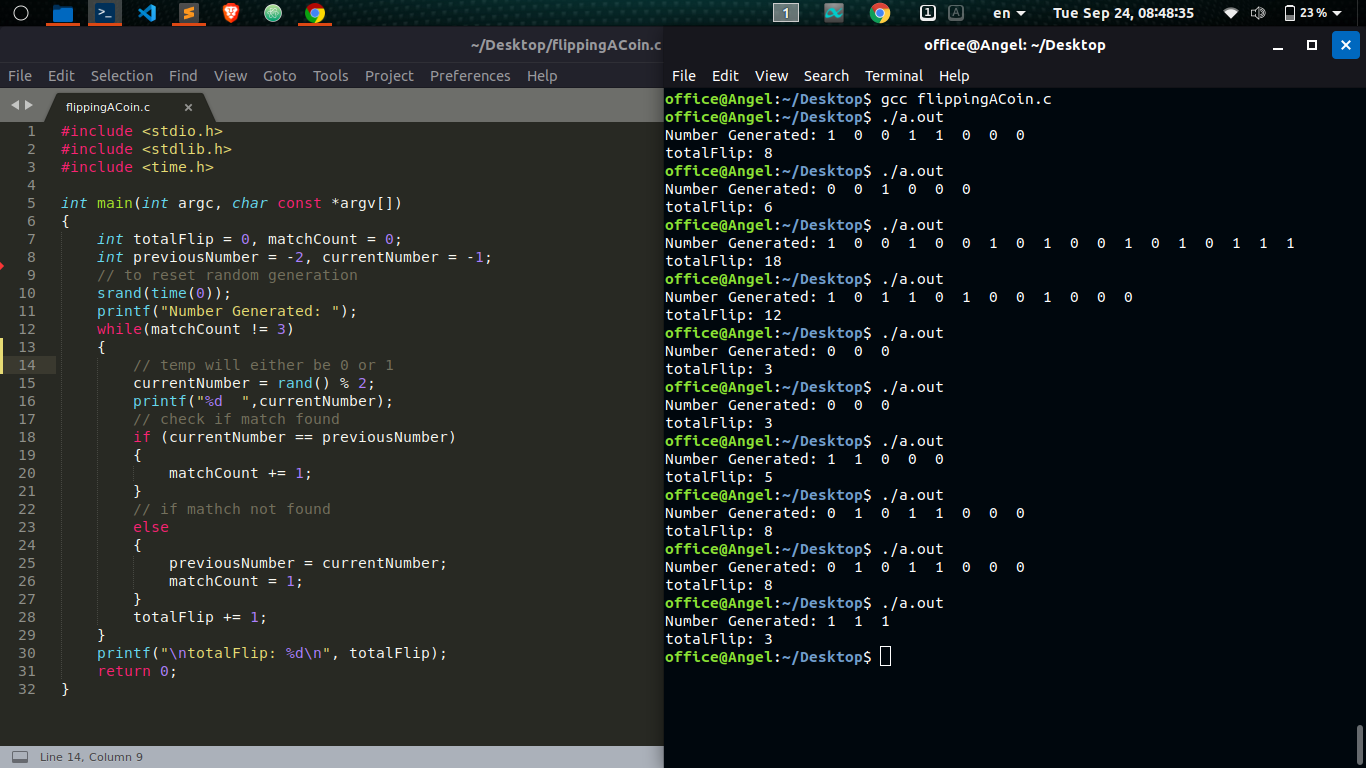 1
1
A
en
Tue Sep 24, 08:48:35
23 %
~/Desktop/flippingACoin.c
File Edit Selection Find View Goto Tools Project Preferences Help
flippingACoin.c
1 #include <stdio.h>
2 #include <stdlib.h>
3 #include <time.h>
4
5 int main(int argc, char const *argv[])
6 {
7     int totalFlip = 0, matchCount = 0;
8     int previousNumber = -2, currentNumber = -1;
9     // to reset random generation
10     srand(time(0));
11     printf("Number Generated: ");
12     while(matchCount != 3)
13     {
14         // temp will either be 0 or 1
15         currentNumber = rand() % 2;
16         printf("%d  ",currentNumber);
17         // check if match found
18         if (currentNumber == previousNumber)
19         {
20             matchCount += 1;
21         }
22         // if mathch not found
23         else
24         {
25             previousNumber = currentNumber;
26             matchCount = 1;
27         }
28         totalFlip += 1;
29     }
30     printf("\ntotalFlip: %d\n", totalFlip);
31     return 0;
32 }
Line 14, Column 9
office@Angel: ~/Desktop
File Edit View Search Terminal Help
office@Angel:~/Desktop$ gcc flippingACoin.c
office@Angel:~/Desktop$ ./a.out
Number Generated: 1  0  0  1  1  0  0  0
totalFlip: 8
office@Angel:~/Desktop$ ./a.out
Number Generated: 0  0  1  0  0  0
totalFlip: 6
office@Angel:~/Desktop$ ./a.out
Number Generated: 1  0  0  1  0  0  1  0  1  0  0  1  0  1  0  1  1  1
totalFlip: 18
office@Angel:~/Desktop$ ./a.out
Number Generated: 1  0  1  1  0  1  0  0  1  0  0  0
totalFlip: 12
office@Angel:~/Desktop$ ./a.out
Number Generated: 0  0  0
totalFlip: 3
office@Angel:~/Desktop$ ./a.out
Number Generated: 0  0  0
totalFlip: 3
office@Angel:~/Desktop$ ./a.out
Number Generated: 1  1  0  0  0
totalFlip: 5
office@Angel:~/Desktop$ ./a.out
Number Generated: 0  1  0  1  1  0  0  0
totalFlip: 8
office@Angel:~/Desktop$ ./a.out
Number Generated: 0  1  0  1  1  0  0  0
totalFlip: 8
office@Angel:~/Desktop$ ./a.out
Number Generated: 1  1  1
totalFlip: 3
office@Angel:~/Desktop$